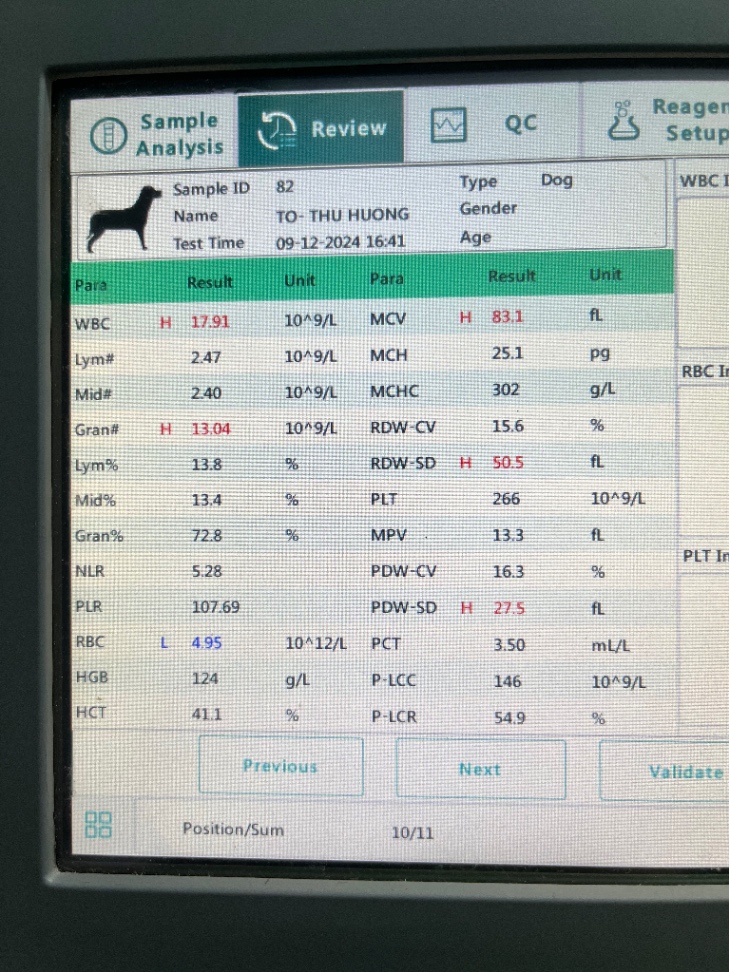 Sample Analysis Review QC Reagen Setup
Sample ID 82 Type Dog WBC I
Name TO- THU HUONG Gender
Test Time 09-12-2024 16:41 Age
Para Result Unit Para Result Unit
WBC H 17.91 10^9/L MCV H 83.1 fL
Lym# 2.47 10^9/L MCH 25.1 pg
RBC In
Mid# 2.40 10^9/L MCHC 302 g/L
Gran# H 13.04 10^9/L RDW-CV 15.6 %
Lym% 13.8 % RDW-SD H 50.5 fL
Mid% 13.4 % PLT 266 10^9/L
Gran% 72.8 % MPV 13.3 fL
PLT In
NLR 5.28 PDW-CV 16.3 %
PLR 107.69 PDW-SD H 27.5 fL
RBC L 4.95 10^12/L PCT 3.50 mL/L
HGB 124 g/L P-LCC 146 10^9/L
HCT 41.1 % P-LCR 54.9 %
Previous Next Validate
Position/Sum 10/11